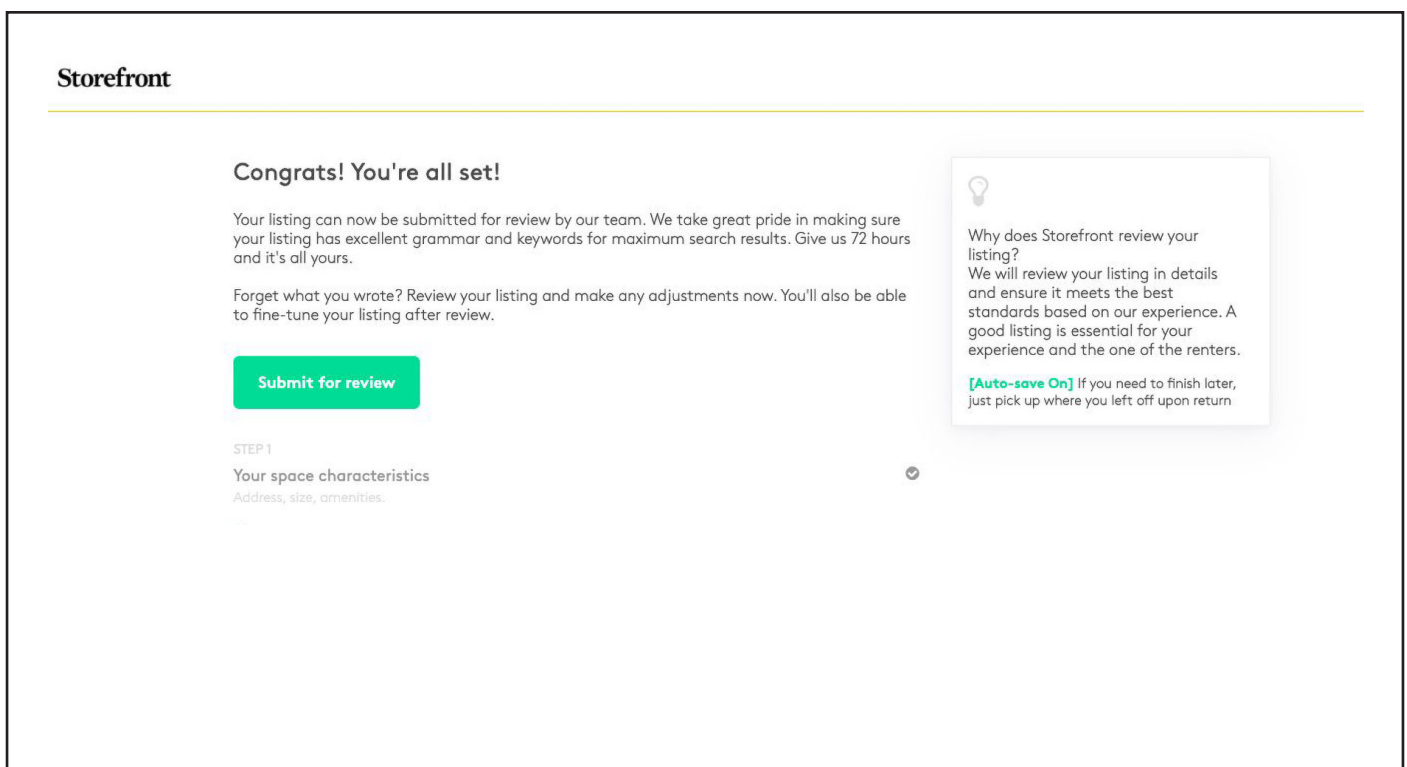 Storefront
Congrats! You're all set!
Your listing can now be submitted for review by our team. We take great pride in making sure
your listing has excellent grammar and keywords for maximum search results. Give us 72 hours
and it's all yours.
Forget what you wrote? Review your listing and make any adjustments now. You'll also be able
to fine-tune your listing after review.
Submit for review
STEP 1
Your space characteristics
Address, size, amenities.
Why does Storefront review your
listing?
We will review your listing in details
and ensure it meets the best
standards based on our experience. A
good listing is essential for your
experience and the one of the renters.
[Auto-save On] If you need to finish later,
just pick up where you left off upon return